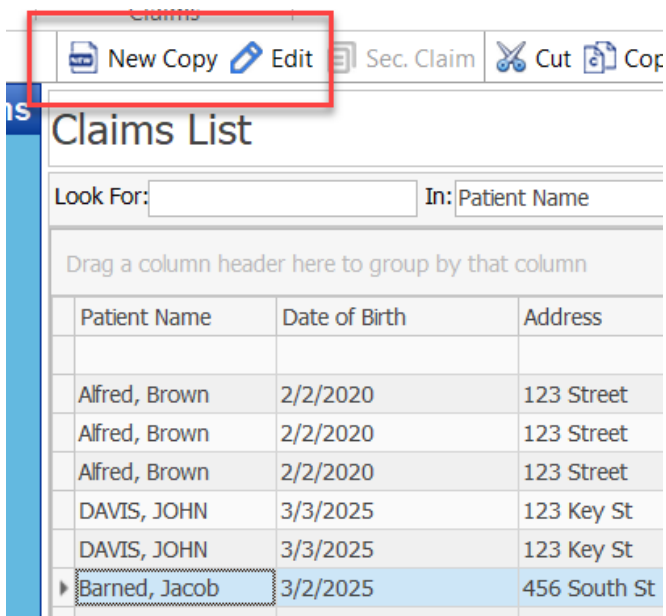 Claims
New Copy Edit Sec. Claim Cut
Claims List
Look For: In: Patient Name
Drag a column header here to group by that column
Patient Name Date of Birth Address
Alfred, Brown 2/2/2020 123 Street
Alfred, Brown 2/2/2020 123 Street
Alfred, Brown 2/2/2020 123 Street
DAVIS, JOHN 3/3/2025 123 Key St
DAVIS, JOHN 3/3/2025 123 Key St
Barned, Jacob 3/2/2025 456 South St